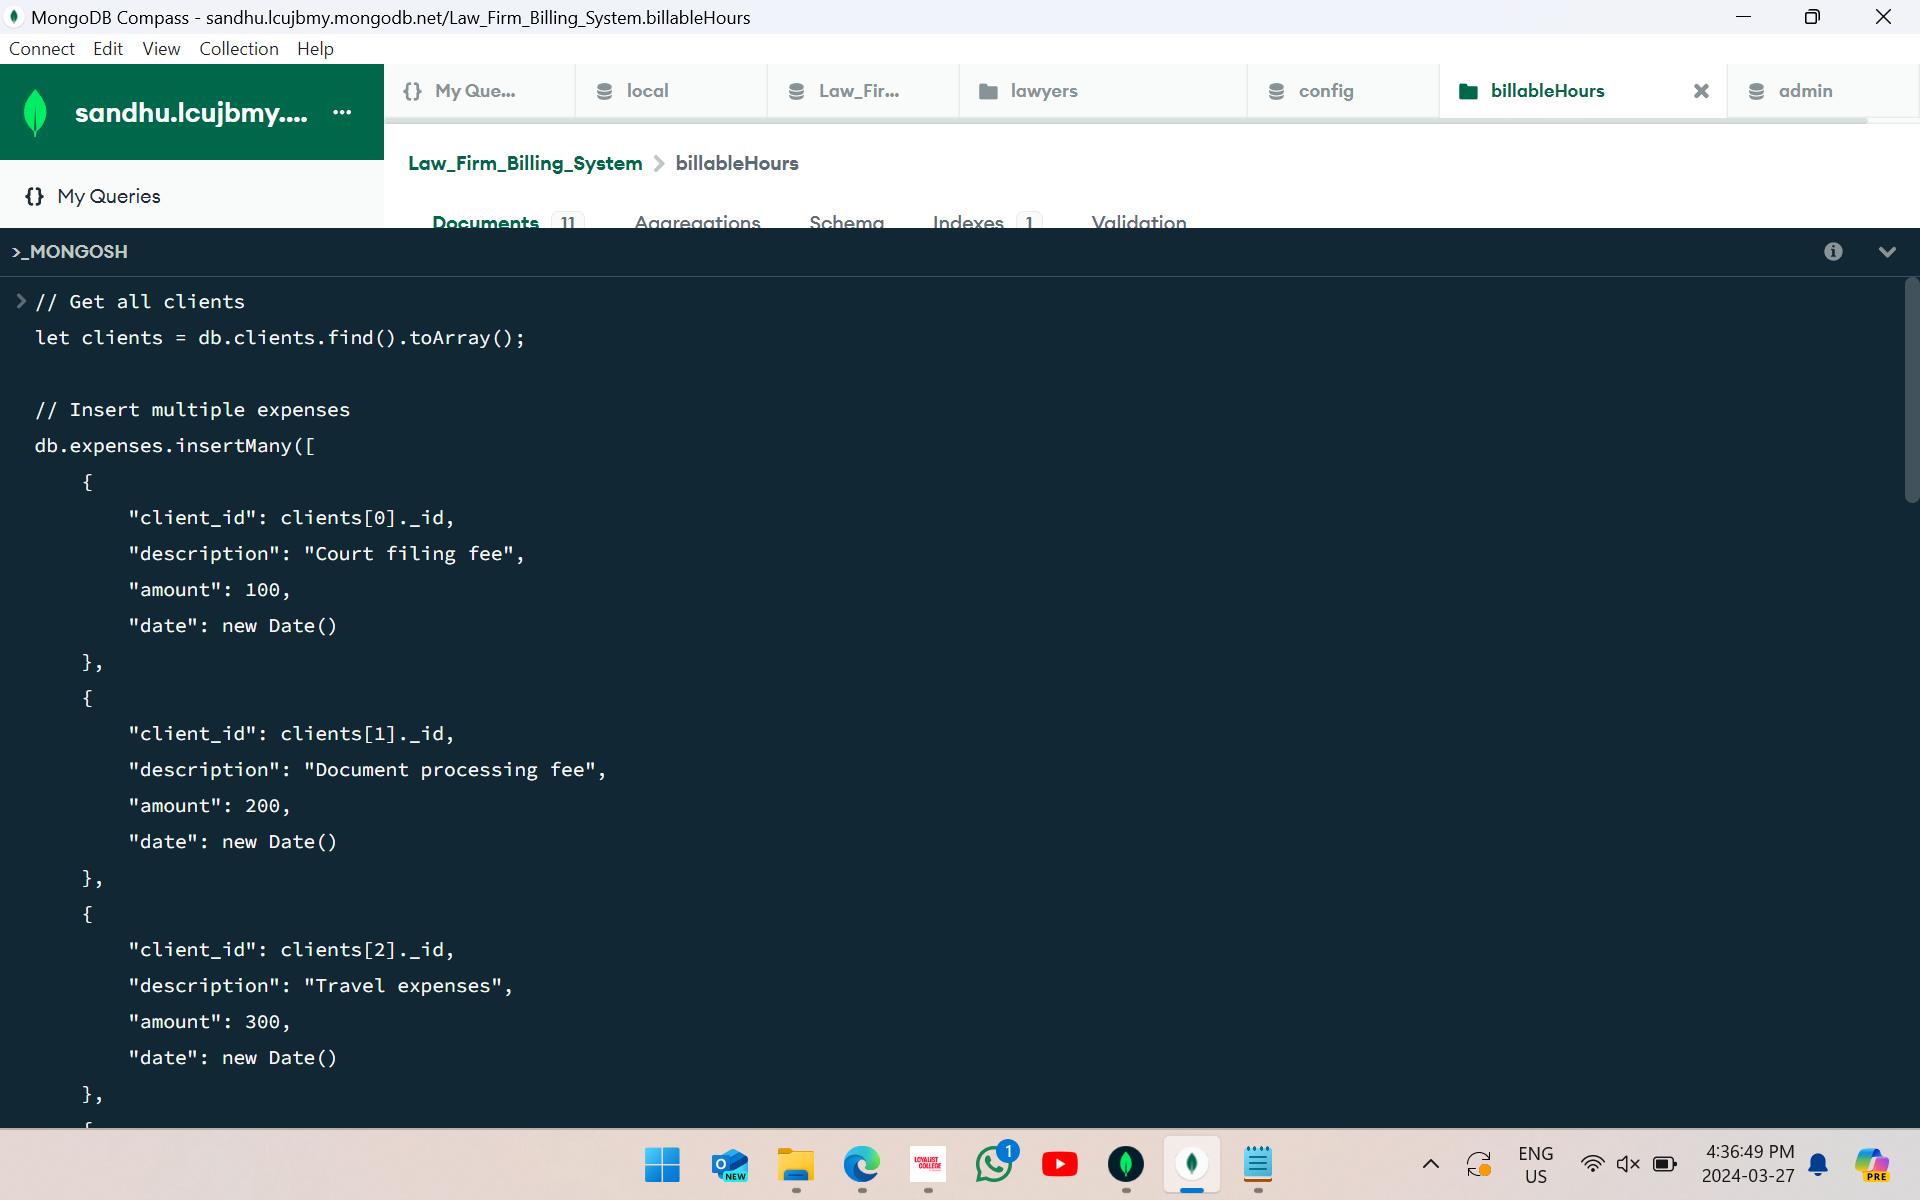 MongoDB Compass - sandhu.lcujbmy.mongodb.net/Law_Firm_Billing_System.billableHours
Connect Edit View Collection Help
sandhu.lcujbmy.... ...
{} My Que... local Law_Fir... lawyers config billableHours admin
Law_Firm_Billing_System > billableHours
{} My Queries
Documents 11 Aggregations Schema Indexes 1 Validation
>_MONGOSH
> // Get all clients
let clients = db.clients.find().toArray();
// Insert multiple expenses
db.expenses.insertMany([
{
"client_id": clients[0]._id,
"description": "Court filing fee",
"amount": 100,
"date": new Date()
},
{
"client_id": clients[1]._id,
"description": "Document processing fee",
"amount": 200,
"date": new Date()
},
{
"client_id": clients[2]._id,
"description": "Travel expenses",
"amount": 300,
"date": new Date()
},
{
NEW
LOYALIST
COLLEGE
1
ENG
US
4:36:49 PM
2024-03-27
PRE